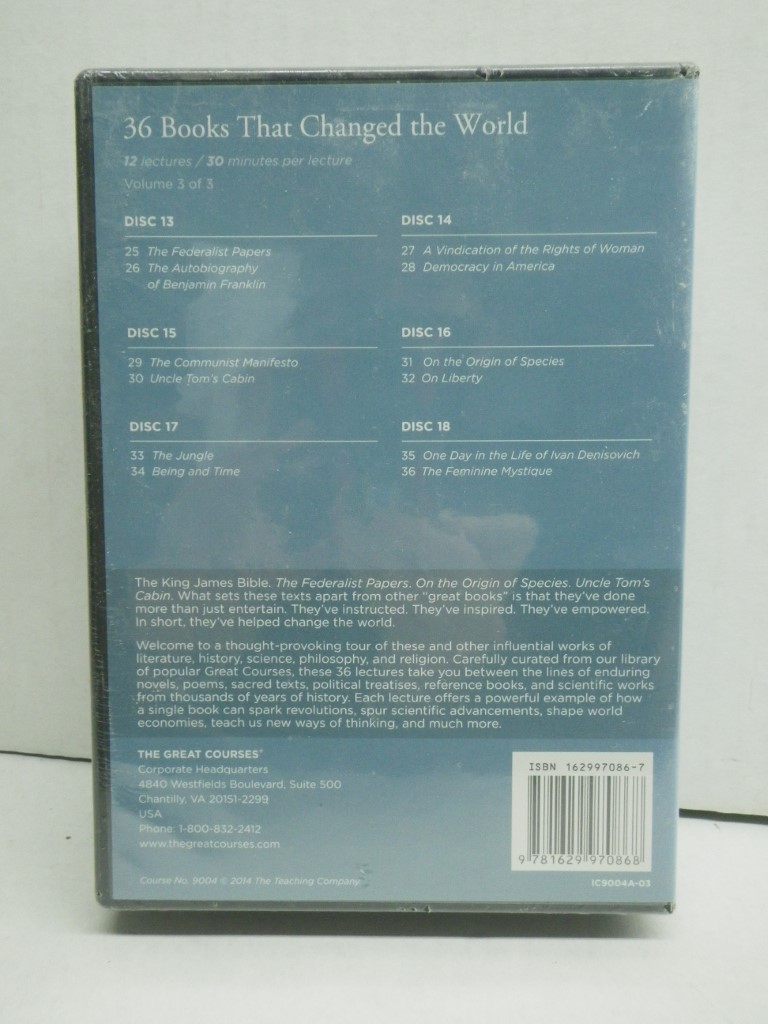 36 Books That Changed the World
12 lectures / 30 minutes per lecture
Volume 3 of 3
DISC 13
25 The Federalist Papers
26 The Autobiography
of Benjamin Franklin
DISC 14
27 A Vindication of the Rights of Woman
28 Democracy in America
DISC 15
29 The Communist Manifesto
30 Uncle Tom's Cabin
DISC 16
31 On the Origin of Species
32 On Liberty
DISC 17
33 The Jungle
34 Being and Time
DISC 18
35 One Day in the Life of Ivan Denisovich
36 The Feminine Mystique
The King James Bible. The Federalist Papers. On the Origin of Species. Uncle Tom's
Cabin. What sets these texts apart from other "great books" is that they've done
more than just entertain. They've instructed. They've inspired. They've empowered.
In short, they've helped change the world.
Welcome to a thought-provoking tour of these and other influential works of
literature, history, science, philosophy, and religion. Carefully curated from our library
of popular Great Courses, these 36 lectures take you between the lines of enduring
novels, poems, sacred texts, political treatises, reference books, and scientific works
from thousands of years of history. Each lecture offers a powerful example of how
a single book can spark revolutions, spur scientific advancements, shape world
economies, teach us new ways of thinking, and much more.
THE GREAT COURSES®
Corporate Headquarters
4840 Westfields Boulevard, Suite 500
Chantilly, VA 20151-2299
USA
Phone: 1-800-832-2412
www.thegreatcourses.com
Course No. 9004 © 2014 The Teaching Company.
ISBN 162997086-7
9 781629 970868
IC9004A-03